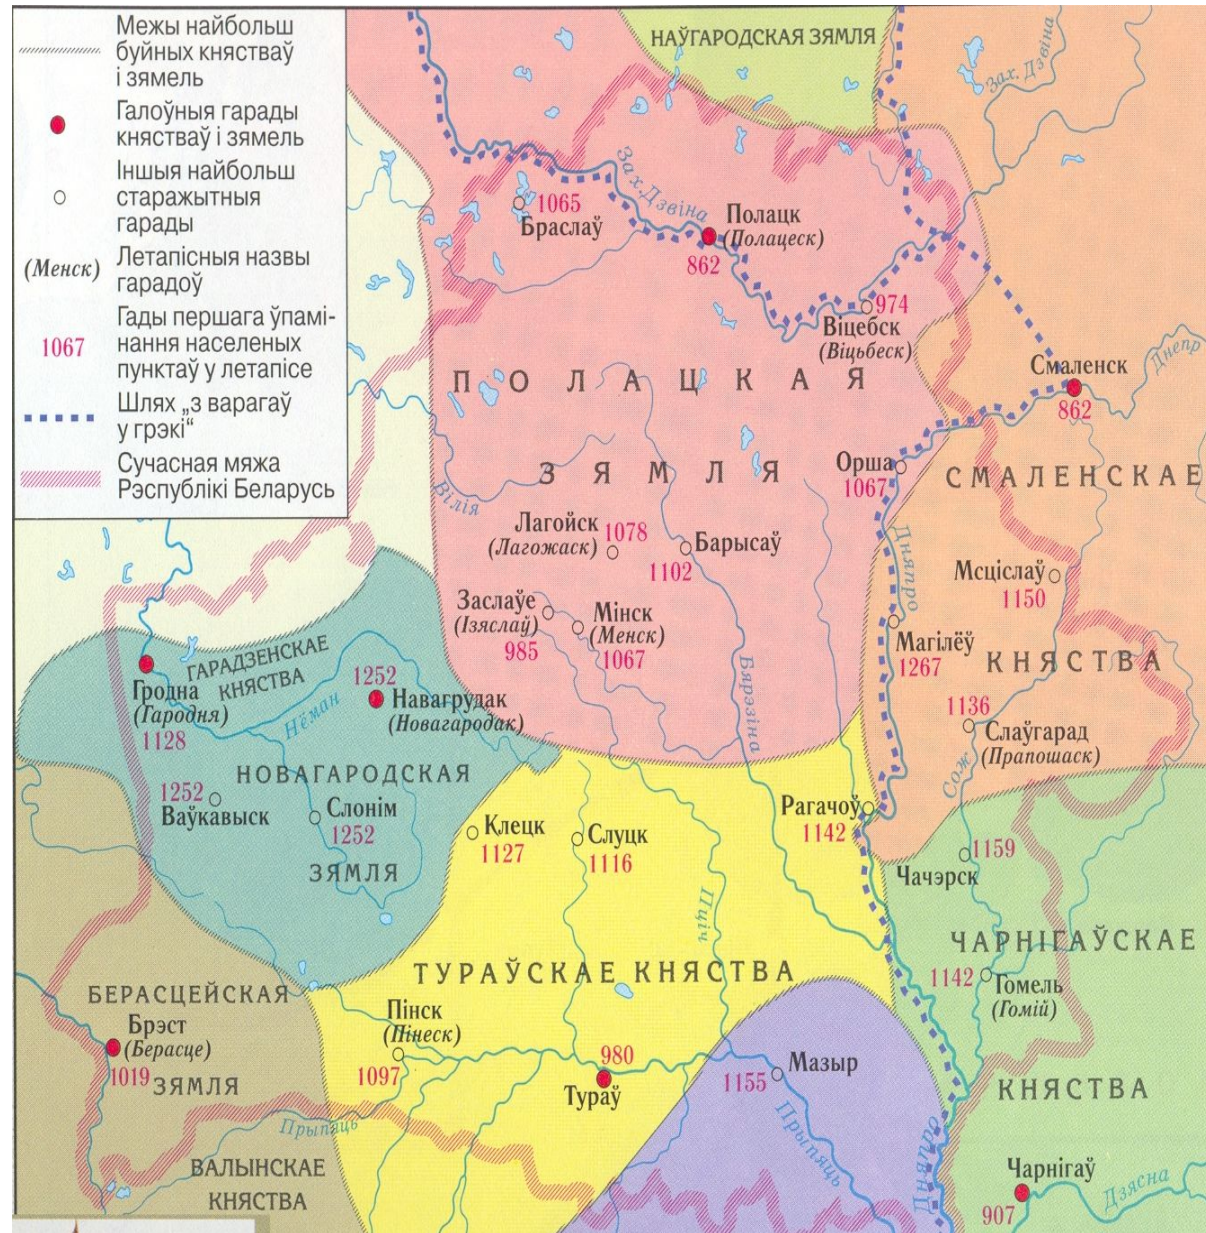 Межы найбольш
буйных княстваў
і зямель
Галоўныя гарады
княстваў і зямель
Іншыя найбольш
старажытныя
гарады
(Менск)
Летапісныя назвы
гарадоў
1067
Гады першага ўпамі-
нання населеных
пунктаў у летапісе
Шлях „з варагаў
у грэкі“
Сучасная мяжа
Рэспублікі Беларусь
НАЎГАРОДСКАЯ ЗЯМЛЯ
Зах. Дзвіна
Зах. Дзвіна
1065
Браслаў
Полацк
(Полацеск)
862
974
Віцебск
(Віцьбеск)
Смаленск
862
Днепр
ПОЛАЦКАЯ
ЗЯМЛЯ
Орша
1067
СМАЛЕНСКАЕ
КНЯСТВА
Вілія
Лагойск
(Лагожаск)
1078
Барысаў
1102
Дняпро
Мсціслаў
1150
Заслаўе
(Ізяслаў)
985
Мінск
(Менск)
1067
Магілёў
1267
Бярэзіна
ГАРАДЗЕНСКАЕ
КНЯСТВА
Гродна
(Гародня)
1128
Нёман
1252
Навагрудак
(Новагародак)
1136
Слаўгарад
(Прапошаск)
Сож
НОВАГАРОДСКАЯ
ЗЯМЛЯ
1252
Ваўкавыск
Слонім
1252
Клецк
1127
Слуцк
1116
Рагачоў
1142
1159
Чачэрск
Пціч
ЧАРНІГАЎСКАЕ
КНЯСТВА
1142
Гомель
(Гомій)
ТУРАЎСКАЕ КНЯСТВА
БЕРАСЦЕЙСКАЯ
ЗЯМЛЯ
Брэст
(Берасце)
1019
Пінск
(Пінеск)
1097
980
Тураў
1155
Мазыр
Прыпяць
Прыпяць
Дняпро
ВАЛЫНСКАЕ
КНЯСТВА
Чарнігаў
907
Дзясна